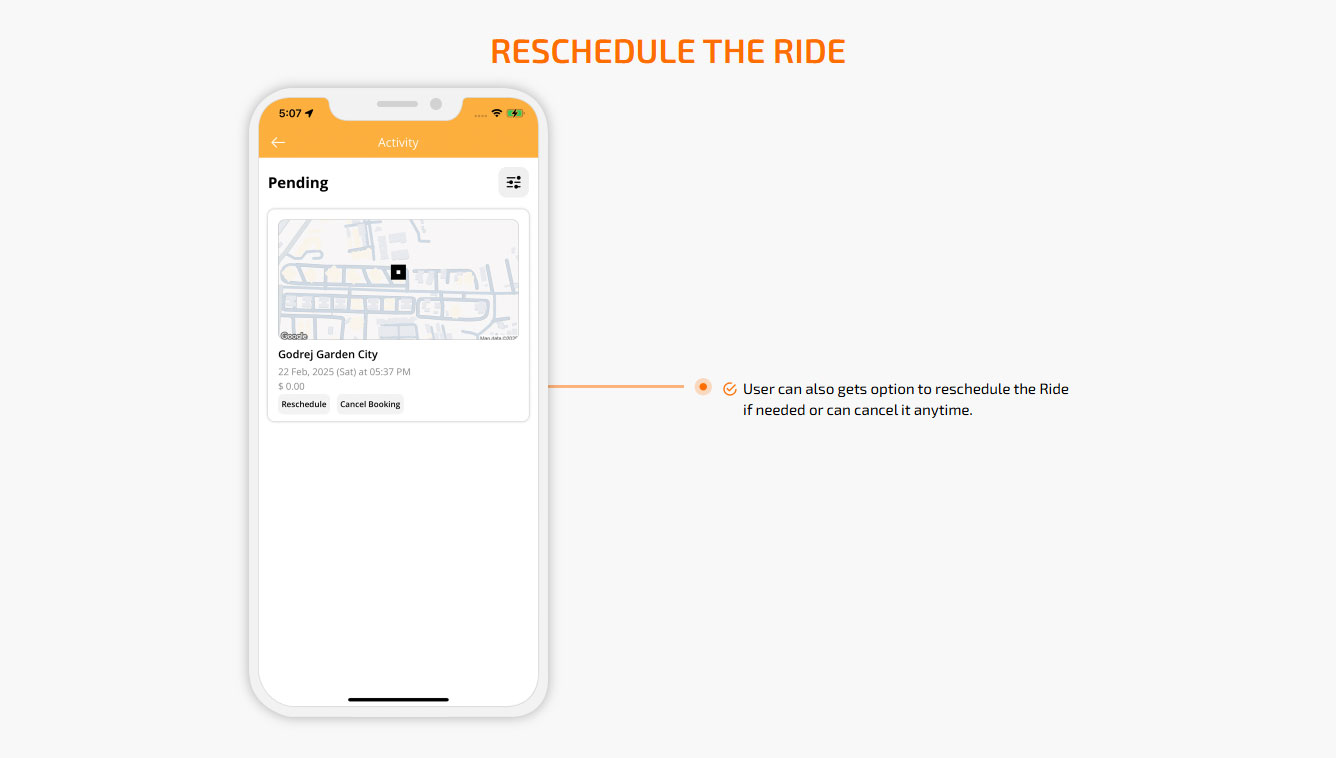 RESCHEDULE THE RIDE
5:07
Activity
Pending
Google
Map data ©2025
Godrej Garden City
22 Feb, 2025 (Sat) at 05:37 PM
$ 0.00
Reschedule Cancel Booking
User can also gets option to reschedule the Ride
if needed or can cancel it anytime.